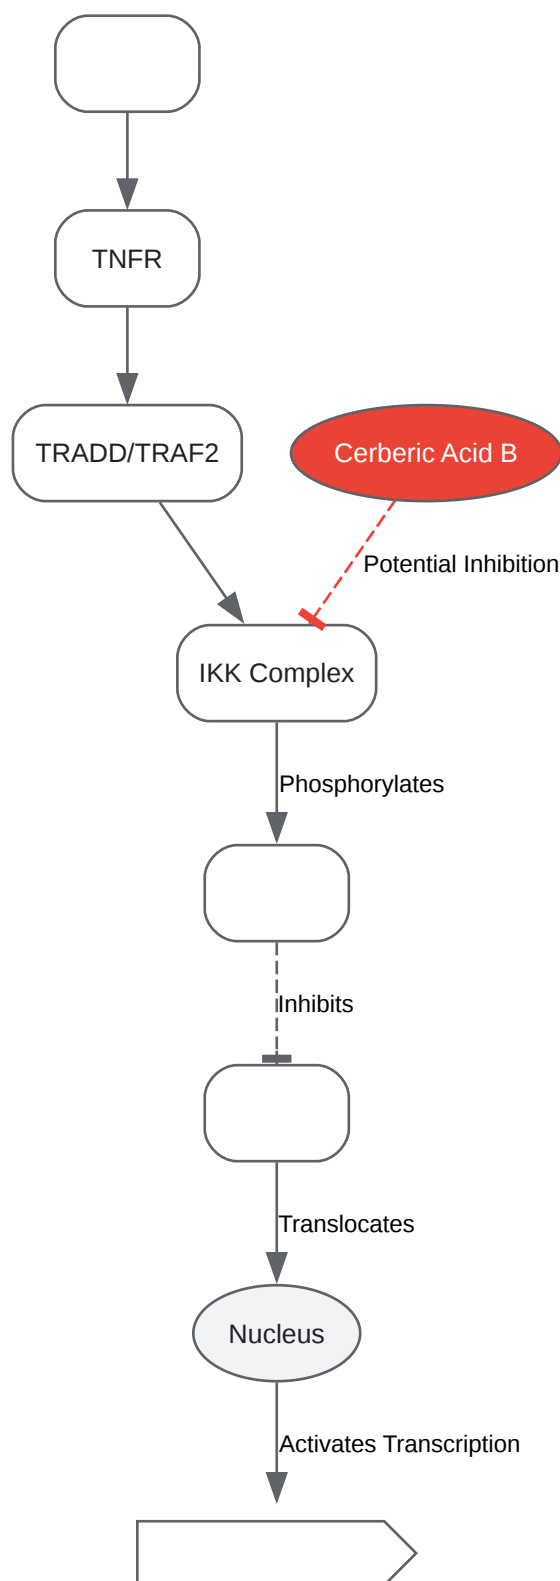 TNFR
TRADD/TRAF2
Cerberic Acid B
Potential Inhibition
IKK Complex
Phosphorylates
Inhibits
Translocates
Nucleus
Activates Transcription